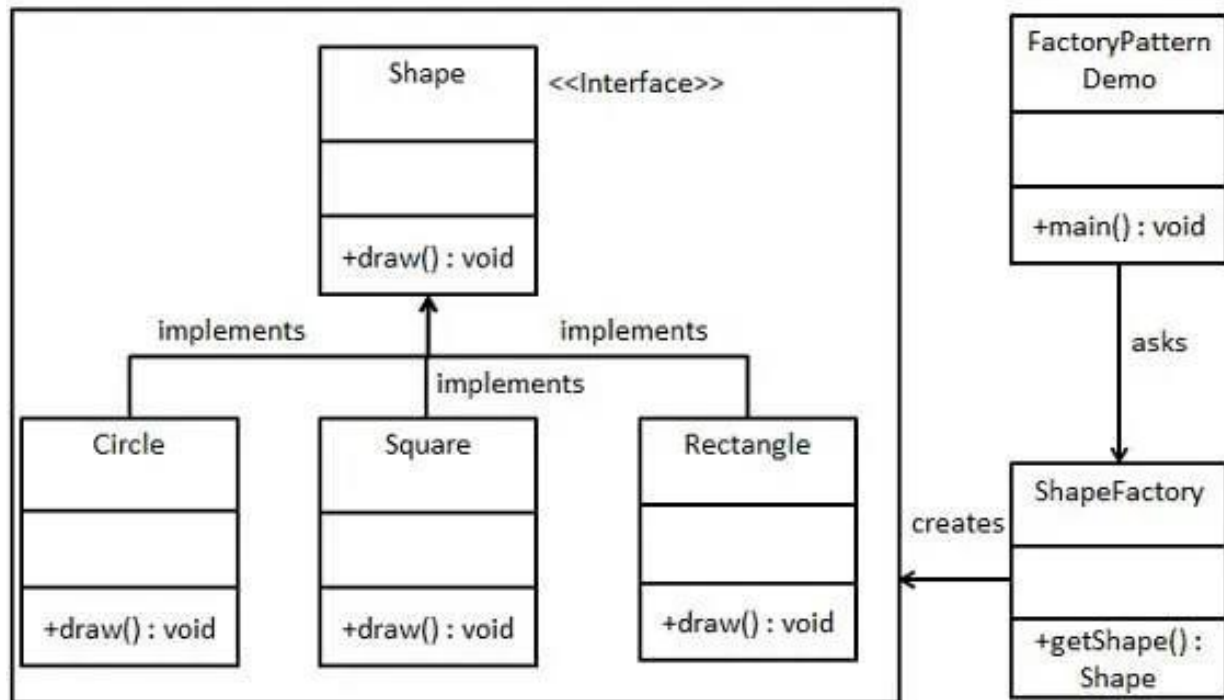 Shape
<<Interface>>
+draw() : void
implements
implements
implements
Circle
+draw() : void
Square
+draw() : void
Rectangle
+draw() : void
FactoryPattern
Demo
+main() : void
asks
ShapeFactory
+getShape() :
Shape
creates